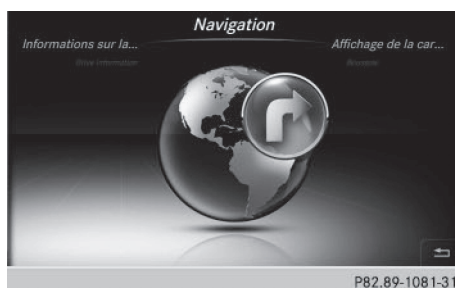 Navigation
Informations sur la...
Affichage de la car...
P82.89-1081-31